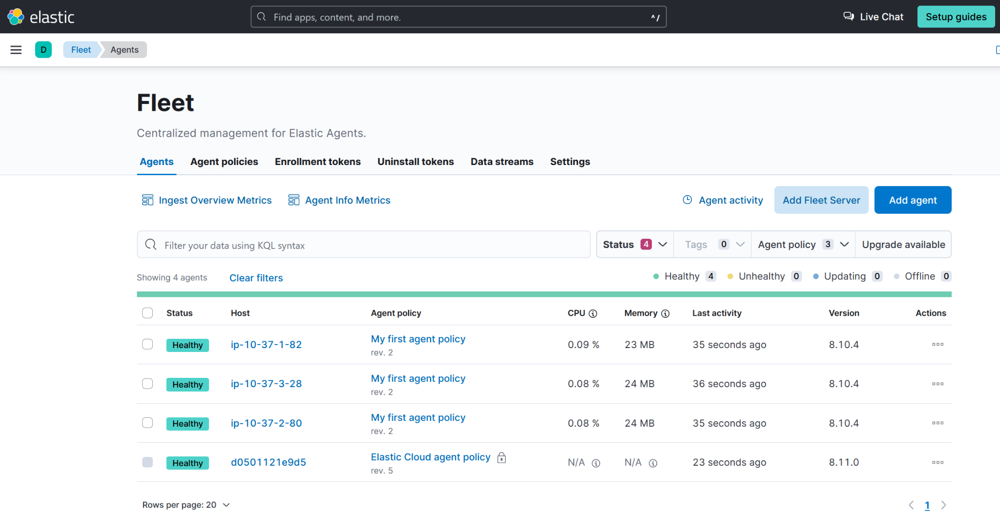 elastic
Find apps, content, and more.
^/
Live Chat
Setup guides
D
Fleet
Agents
Fleet
Centralized management for Elastic Agents.
Agents Agent policies Enrollment tokens Uninstall tokens Data streams Settings
Ingest Overview Metrics Agent Info Metrics Agent activity Add Fleet Server Add agent
Filter your data using KQL syntax Status 4 Tags 0 Agent policy 3 Upgrade available
Showing 4 agents Clear filters Healthy 4 Unhealthy 0 Updating 0 Offline 0
Status Host Agent policy CPU Memory Last activity Version Actions
Healthy ip-10-37-1-82 My first agent policy 0.09 % 23 MB 35 seconds ago 8.10.4
rev. 2
Healthy ip-10-37-3-28 My first agent policy 0.08 % 24 MB 36 seconds ago 8.10.4
rev. 2
Healthy ip-10-37-2-80 My first agent policy 0.08 % 24 MB 35 seconds ago 8.10.4
rev. 2
Healthy d0501121e9d5 Elastic Cloud agent policy N/A N/A 23 seconds ago 8.11.0
rev. 5
Rows per page: 20 1